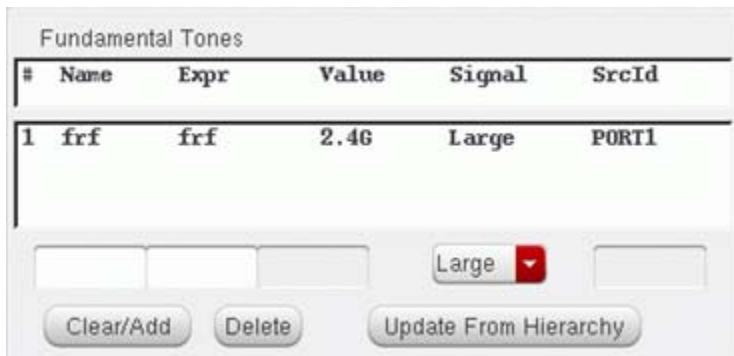 Fundamental Tones
# Name Expr Value Signal SrcId
1 frf frf 2.4G Large PORT1
Large
Clear/Add Delete Update From Hierarchy